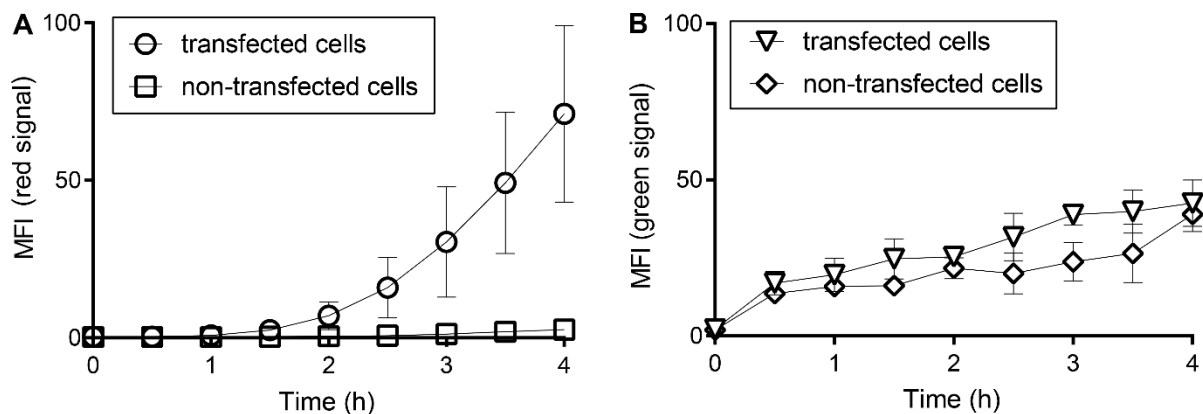 A
transfected cells
non-transfected cells
100
50
0
MFI (red signal)
0 1 2 3 4
Time (h)
B
transfected cells
non-transfected cells
100
50
0
MFI (green signal)
0 1 2 3 4
Time (h)